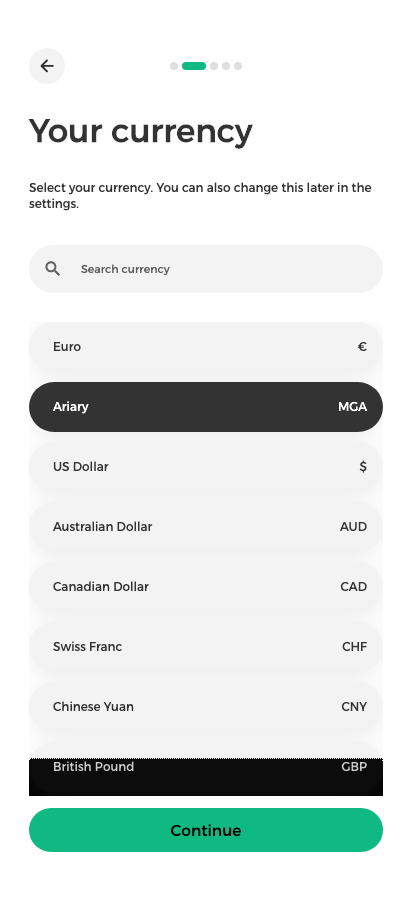 Your currency
Select your currency. You can also change this later in the
settings.
Search currency
Euro €
Ariary MGA
US Dollar $
Australian Dollar AUD
Canadian Dollar CAD
Swiss Franc CHF
Chinese Yuan CNY
British Pound GBP
Continue